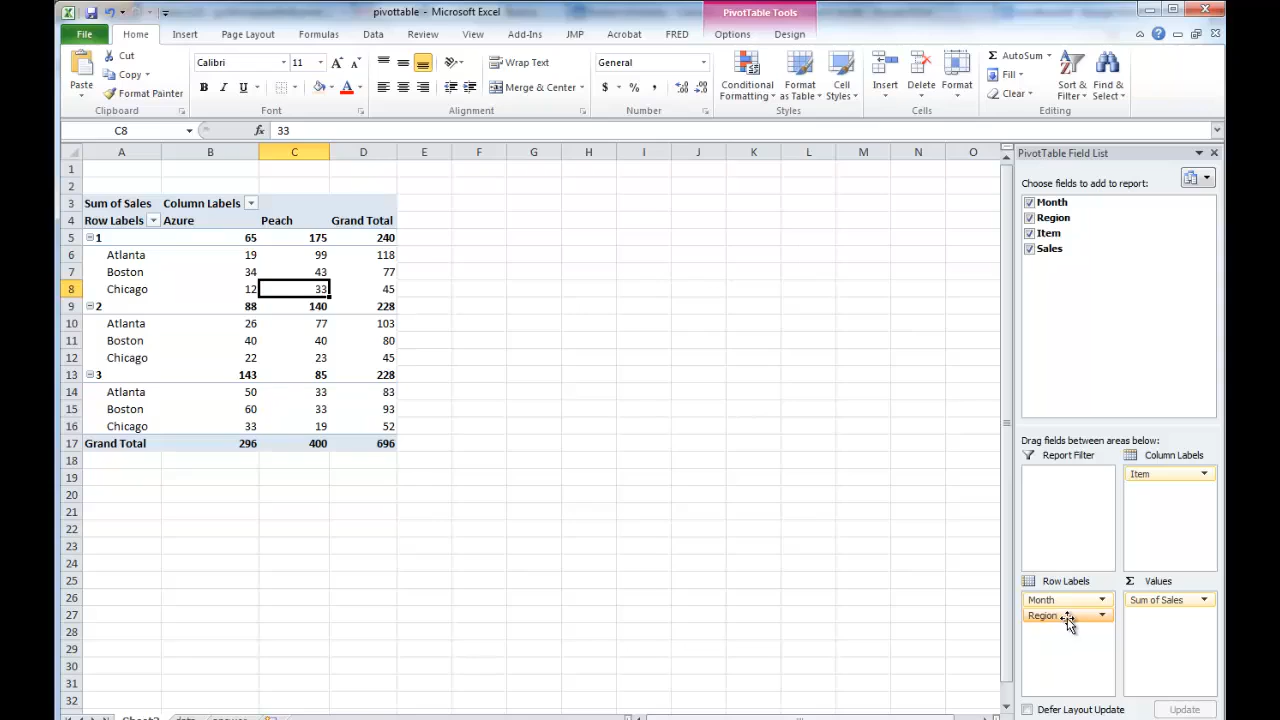 pivottable - Microsoft Excel
PivotTable Tools
File Home Insert Page Layout Formulas Data Review View Add-Ins JMP Acrobat FRED Options Design
Paste
Cut
Copy
Format Painter
Clipboard
Calibri 11
B I U
Font
Wrap Text
Merge & Center
Alignment
General
$ % ,
Number
Conditional Formatting
Format as Table
Cell Styles
Styles
Insert Delete Format
Cells
AutoSum
Fill
Clear
Sort & Filter
Find & Select
Editing
C8 fx 33
A B C D E F G H I J K L M N O
1
2
3 Sum of Sales Column Labels
4 Row Labels Azure Peach Grand Total
5 1 65 175 240
6 Atlanta 19 99 118
7 Boston 34 43 77
8 Chicago 12 33 45
9 2 88 140 228
10 Atlanta 26 77 103
11 Boston 40 40 80
12 Chicago 22 23 45
13 3 143 85 228
14 Atlanta 50 33 83
15 Boston 60 33 93
16 Chicago 33 19 52
17 Grand Total 296 400 696
18
19
20
21
22
23
24
25
26
27
28
29
30
31
32
PivotTable Field List
Choose fields to add to report:
Month
Region
Item
Sales
Drag fields between areas below:
Report Filter Column Labels
Item
Row Labels Σ Values
Month Sum of Sales
Region
Defer Layout Update Update